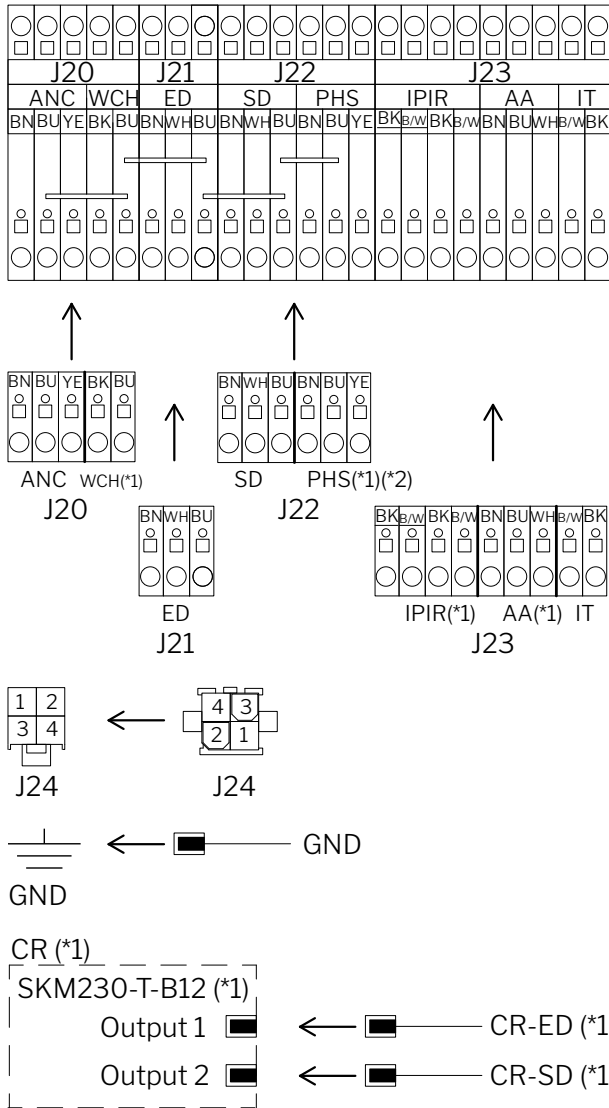 J20 J21 J22 J23
ANC WCH ED SD PHS IPIR AA IT
BN BU YE BK BU BN WH BU BN WH BU BN BU YE BK B/W BK B/W BN BU WH B/W BK
BN BU YE BK BU BN WH BU BN BU YE
ANC WCH(*1) SD PHS(*1)(*2)
J20 J22
BN WH BU BK B/W BK B/W BN BU WH B/W BK
ED IPIR(*1) AA(*1) IT
J21 J23
1 2 4 3
3 4 2 1
J24 J24
GND
GND
CR (*1)
SKM230-T-B12 (*1)
Output 1 CR-ED (*1
Output 2 CR-SD (*1